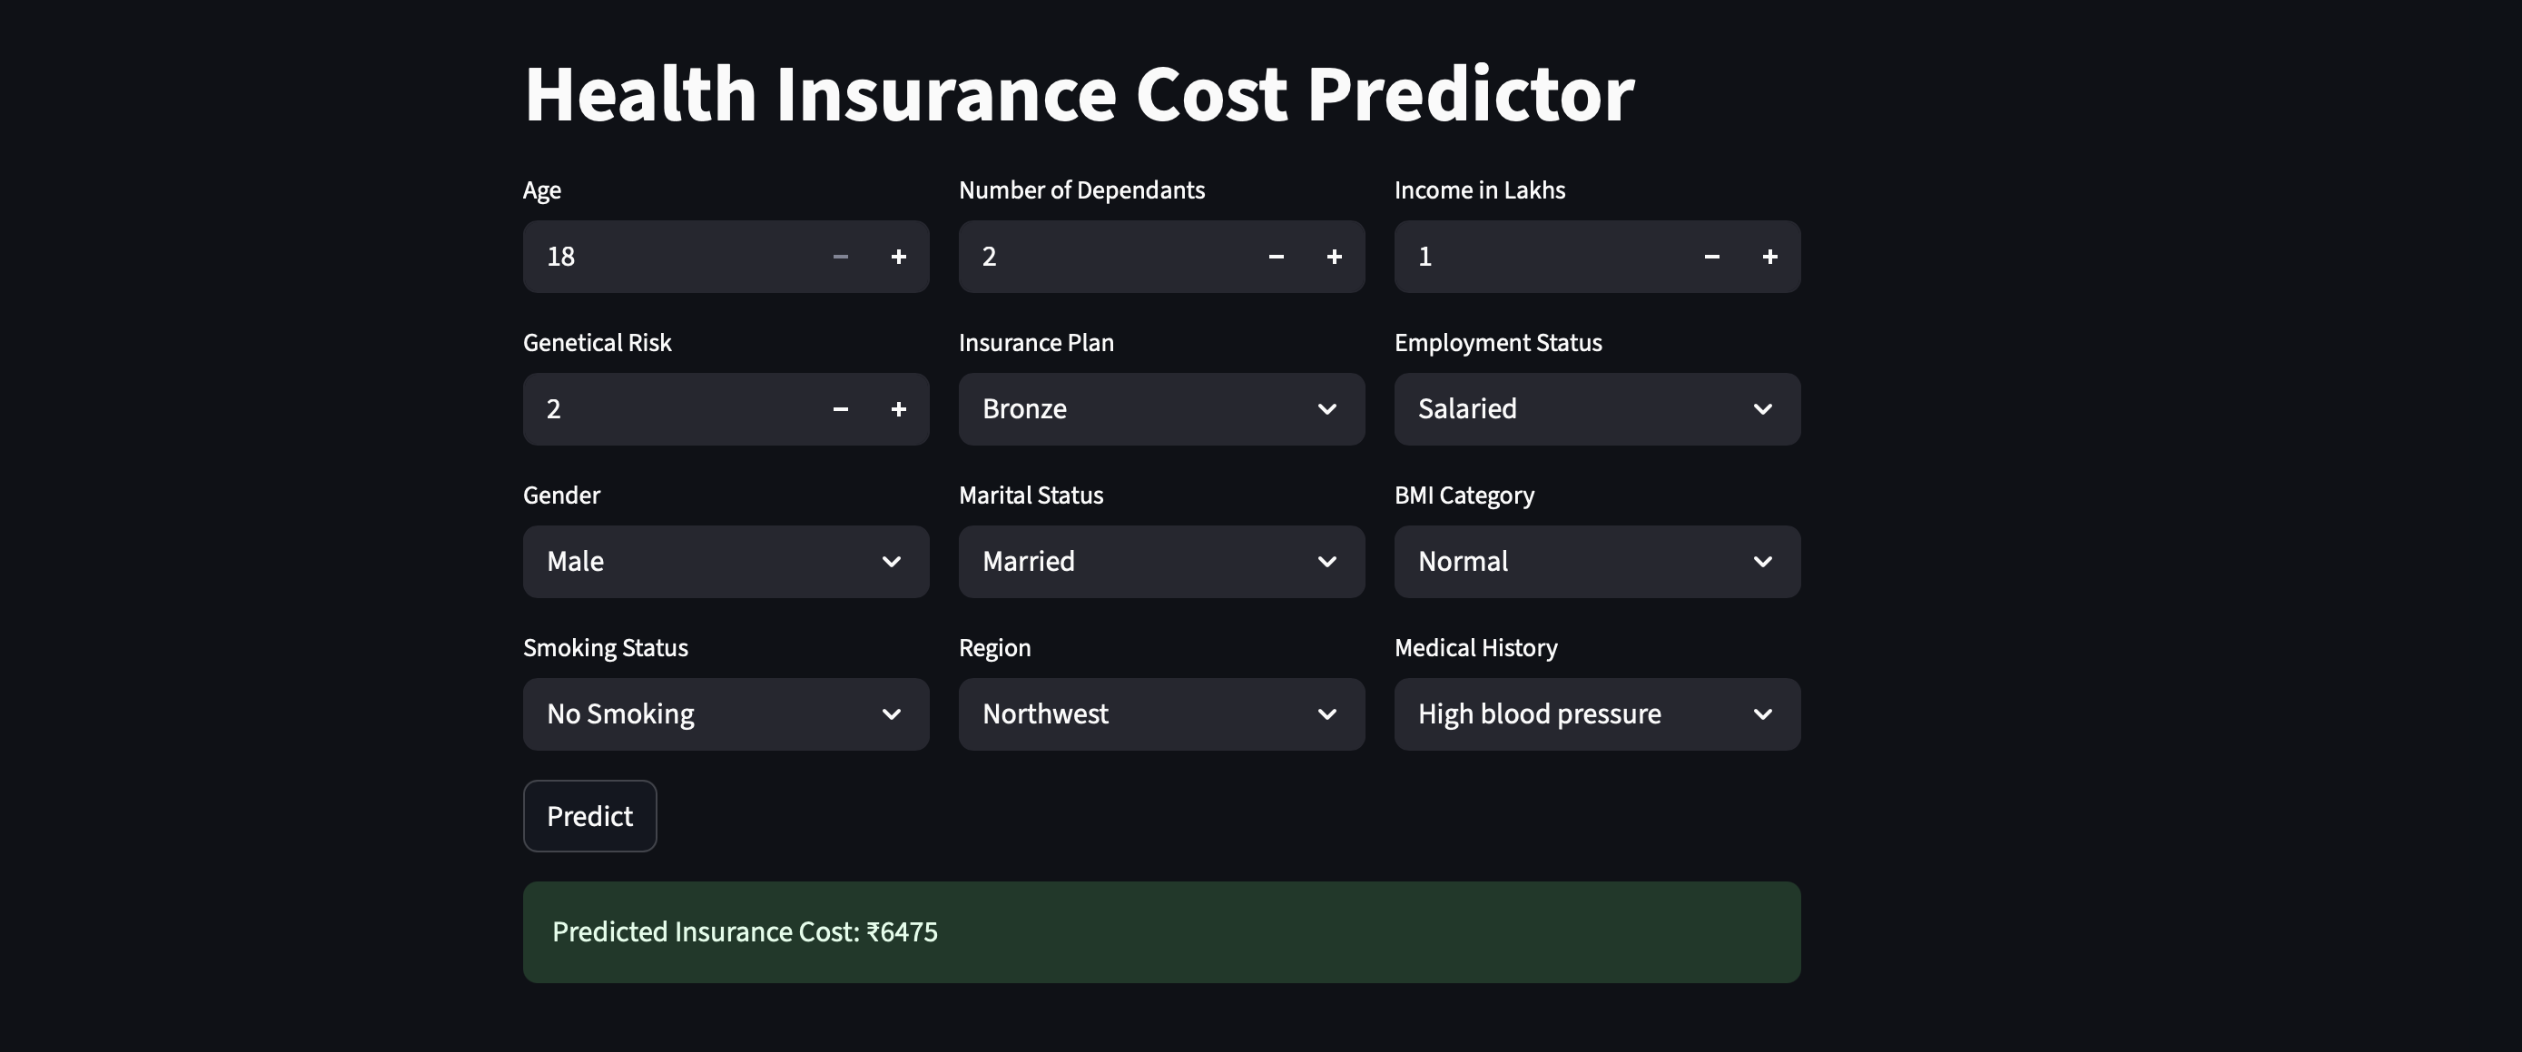 Health Insurance Cost Predictor
Age
18
Number of Dependants
2
Income in Lakhs
1
Genetical Risk
2
Insurance Plan
Bronze
Employment Status
Salaried
Gender
Male
Marital Status
Married
BMI Category
Normal
Smoking Status
No Smoking
Region
Northwest
Medical History
High blood pressure
Predict
Predicted Insurance Cost: ₹6475